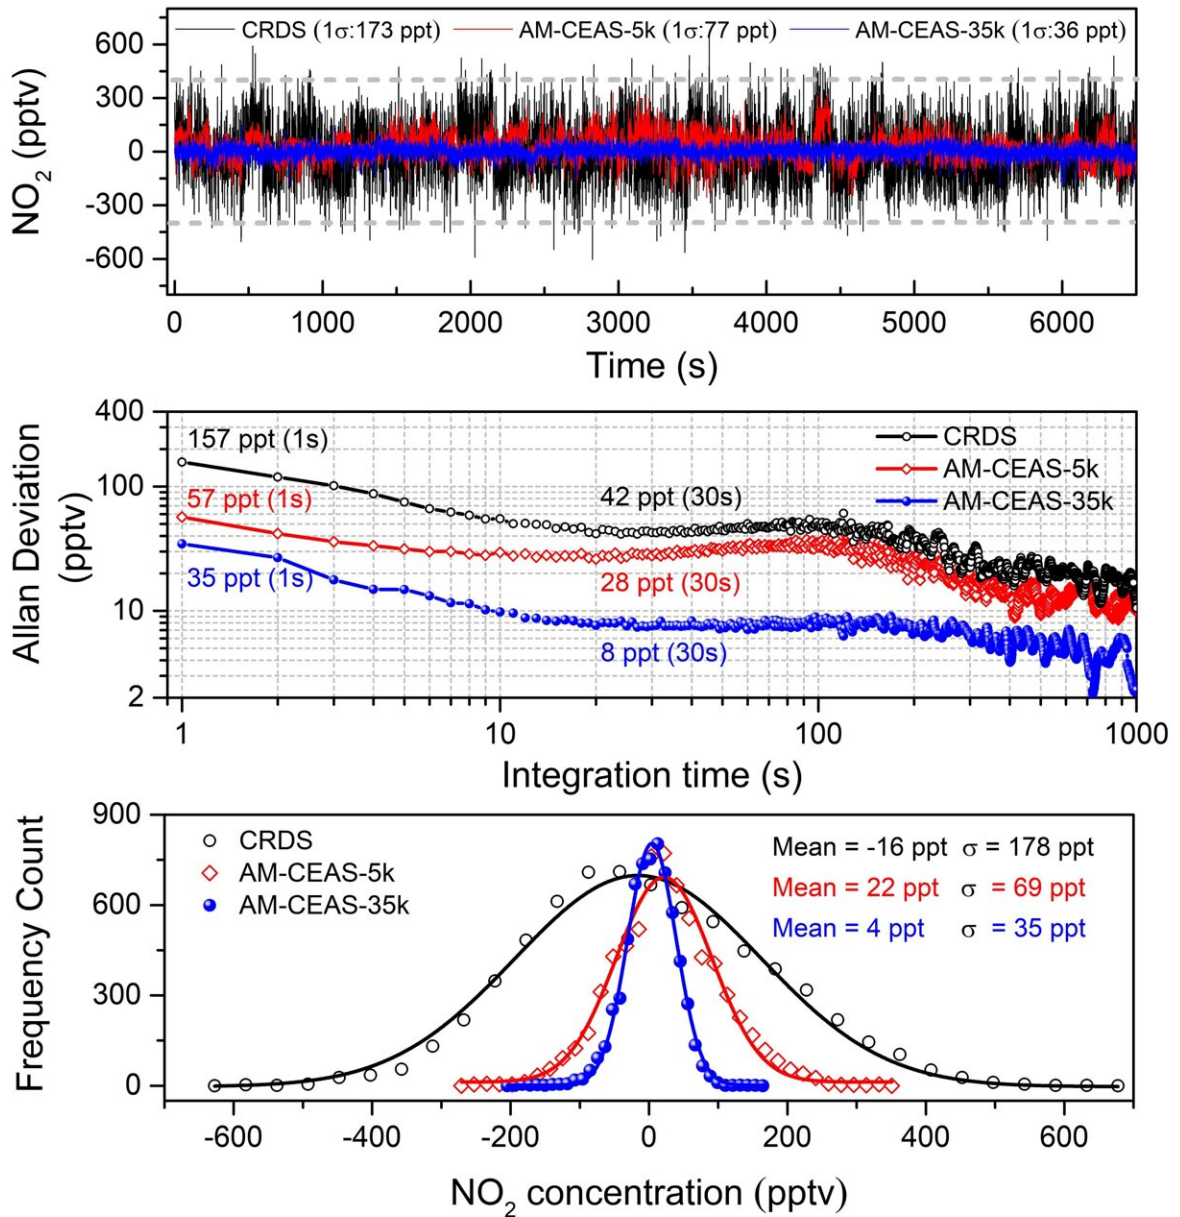 CRDS (1σ:173 ppt) AM-CEAS-5k (1σ:77 ppt) AM-CEAS-35k (1σ:36 ppt)
600
300
0
-300
-600
NO2 (pptv)
0 1000 2000 3000 4000 5000 6000
Time (s)
400
100
10
2
Allan Deviation
(pptv)
157 ppt (1s)
57 ppt (1s)
35 ppt (1s)
42 ppt (30s)
28 ppt (30s)
8 ppt (30s)
CRDS
AM-CEAS-5k
AM-CEAS-35k
1 10 100 1000
Integration time (s)
900
600
300
0
Frequency Count
CRDS
AM-CEAS-5k
AM-CEAS-35k
Mean = -16 ppt σ = 178 ppt
Mean = 22 ppt σ = 69 ppt
Mean = 4 ppt σ = 35 ppt
-600 -400 -200 0 200 400 600
NO2 concentration (pptv)